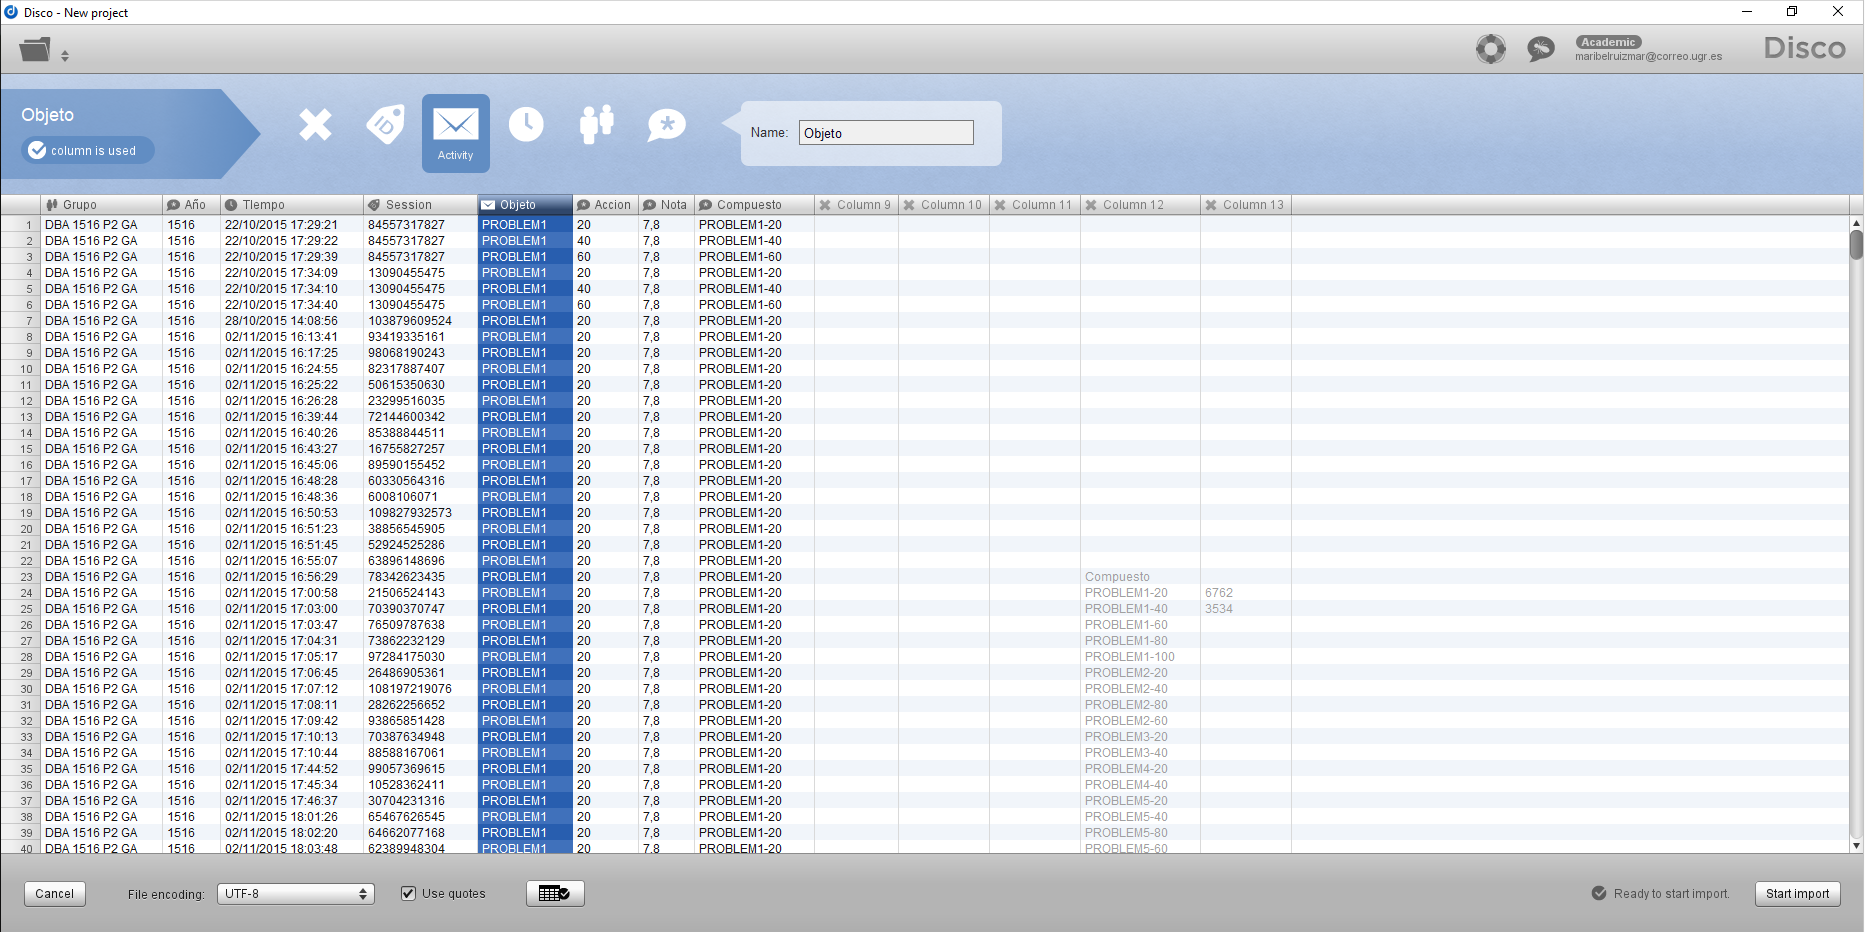 Disco - New project
Academic
maribelruizmar@correo.ugr.es
Disco
Objeto
column is used
ID
Activity
Name: Objeto
Grupo Año TIempo Session Objeto Accion Nota Compuesto Column 9 Column 10 Column 11 Column 12 Column 13
1 DBA 1516 P2 GA 1516 22/10/2015 17:29:21 84557317827 PROBLEM1 20 7,8 PROBLEM1-20
2 DBA 1516 P2 GA 1516 22/10/2015 17:29:22 84557317827 PROBLEM1 40 7,8 PROBLEM1-40
3 DBA 1516 P2 GA 1516 22/10/2015 17:29:39 84557317827 PROBLEM1 60 7,8 PROBLEM1-60
4 DBA 1516 P2 GA 1516 22/10/2015 17:34:09 13090455475 PROBLEM1 20 7,8 PROBLEM1-20
5 DBA 1516 P2 GA 1516 22/10/2015 17:34:10 13090455475 PROBLEM1 40 7,8 PROBLEM1-40
6 DBA 1516 P2 GA 1516 22/10/2015 17:34:40 13090455475 PROBLEM1 60 7,8 PROBLEM1-60
7 DBA 1516 P2 GA 1516 28/10/2015 14:08:56 103879609524 PROBLEM1 20 7,8 PROBLEM1-20
8 DBA 1516 P2 GA 1516 02/11/2015 16:13:41 93419335161 PROBLEM1 20 7,8 PROBLEM1-20
9 DBA 1516 P2 GA 1516 02/11/2015 16:17:25 98068190243 PROBLEM1 20 7,8 PROBLEM1-20
10 DBA 1516 P2 GA 1516 02/11/2015 16:24:55 82317887407 PROBLEM1 20 7,8 PROBLEM1-20
11 DBA 1516 P2 GA 1516 02/11/2015 16:25:22 50615350630 PROBLEM1 20 7,8 PROBLEM1-20
12 DBA 1516 P2 GA 1516 02/11/2015 16:26:28 23299516035 PROBLEM1 20 7,8 PROBLEM1-20
13 DBA 1516 P2 GA 1516 02/11/2015 16:39:44 72144600342 PROBLEM1 20 7,8 PROBLEM1-20
14 DBA 1516 P2 GA 1516 02/11/2015 16:40:26 85388844511 PROBLEM1 20 7,8 PROBLEM1-20
15 DBA 1516 P2 GA 1516 02/11/2015 16:43:27 16755827257 PROBLEM1 20 7,8 PROBLEM1-20
16 DBA 1516 P2 GA 1516 02/11/2015 16:45:06 89590155452 PROBLEM1 20 7,8 PROBLEM1-20
17 DBA 1516 P2 GA 1516 02/11/2015 16:48:28 60330564316 PROBLEM1 20 7,8 PROBLEM1-20
18 DBA 1516 P2 GA 1516 02/11/2015 16:48:36 6008106071 PROBLEM1 20 7,8 PROBLEM1-20
19 DBA 1516 P2 GA 1516 02/11/2015 16:50:53 109827932573 PROBLEM1 20 7,8 PROBLEM1-20
20 DBA 1516 P2 GA 1516 02/11/2015 16:51:23 38856545905 PROBLEM1 20 7,8 PROBLEM1-20
21 DBA 1516 P2 GA 1516 02/11/2015 16:51:45 52924525286 PROBLEM1 20 7,8 PROBLEM1-20
22 DBA 1516 P2 GA 1516 02/11/2015 16:55:07 63896148696 PROBLEM1 20 7,8 PROBLEM1-20
23 DBA 1516 P2 GA 1516 02/11/2015 16:56:29 78342623435 PROBLEM1 20 7,8 PROBLEM1-20 Compuesto
24 DBA 1516 P2 GA 1516 02/11/2015 17:00:58 21506524143 PROBLEM1 20 7,8 PROBLEM1-20 PROBLEM1-20 6762
25 DBA 1516 P2 GA 1516 02/11/2015 17:03:00 70390370747 PROBLEM1 20 7,8 PROBLEM1-20 PROBLEM1-40 3534
26 DBA 1516 P2 GA 1516 02/11/2015 17:03:47 76509787638 PROBLEM1 20 7,8 PROBLEM1-20 PROBLEM1-60
27 DBA 1516 P2 GA 1516 02/11/2015 17:04:31 73862232129 PROBLEM1 20 7,8 PROBLEM1-20 PROBLEM1-80
28 DBA 1516 P2 GA 1516 02/11/2015 17:05:17 97284175030 PROBLEM1 20 7,8 PROBLEM1-20 PROBLEM1-100
29 DBA 1516 P2 GA 1516 02/11/2015 17:06:45 26486905361 PROBLEM1 20 7,8 PROBLEM1-20 PROBLEM2-20
30 DBA 1516 P2 GA 1516 02/11/2015 17:07:12 108197219076 PROBLEM1 20 7,8 PROBLEM1-20 PROBLEM2-40
31 DBA 1516 P2 GA 1516 02/11/2015 17:08:11 28262256652 PROBLEM1 20 7,8 PROBLEM1-20 PROBLEM2-80
32 DBA 1516 P2 GA 1516 02/11/2015 17:09:42 93865851428 PROBLEM1 20 7,8 PROBLEM1-20 PROBLEM2-60
33 DBA 1516 P2 GA 1516 02/11/2015 17:10:13 70387634948 PROBLEM1 20 7,8 PROBLEM1-20 PROBLEM3-20
34 DBA 1516 P2 GA 1516 02/11/2015 17:10:44 88588167061 PROBLEM1 20 7,8 PROBLEM1-20 PROBLEM3-40
35 DBA 1516 P2 GA 1516 02/11/2015 17:44:52 99057369615 PROBLEM1 20 7,8 PROBLEM1-20 PROBLEM4-20
36 DBA 1516 P2 GA 1516 02/11/2015 17:45:34 10528362411 PROBLEM1 20 7,8 PROBLEM1-20 PROBLEM4-40
37 DBA 1516 P2 GA 1516 02/11/2015 17:46:37 30704231316 PROBLEM1 20 7,8 PROBLEM1-20 PROBLEM5-20
38 DBA 1516 P2 GA 1516 02/11/2015 18:01:26 65467626545 PROBLEM1 20 7,8 PROBLEM1-20 PROBLEM5-40
39 DBA 1516 P2 GA 1516 02/11/2015 18:02:20 64662077168 PROBLEM1 20 7,8 PROBLEM1-20 PROBLEM5-80
40 DBA 1516 P2 GA 1516 02/11/2015 18:03:48 62389948304 PROBLEM1 20 7,8 PROBLEM1-20 PROBLEM5-60
Cancel File encoding: UTF-8 Use quotes Ready to start import. Start import